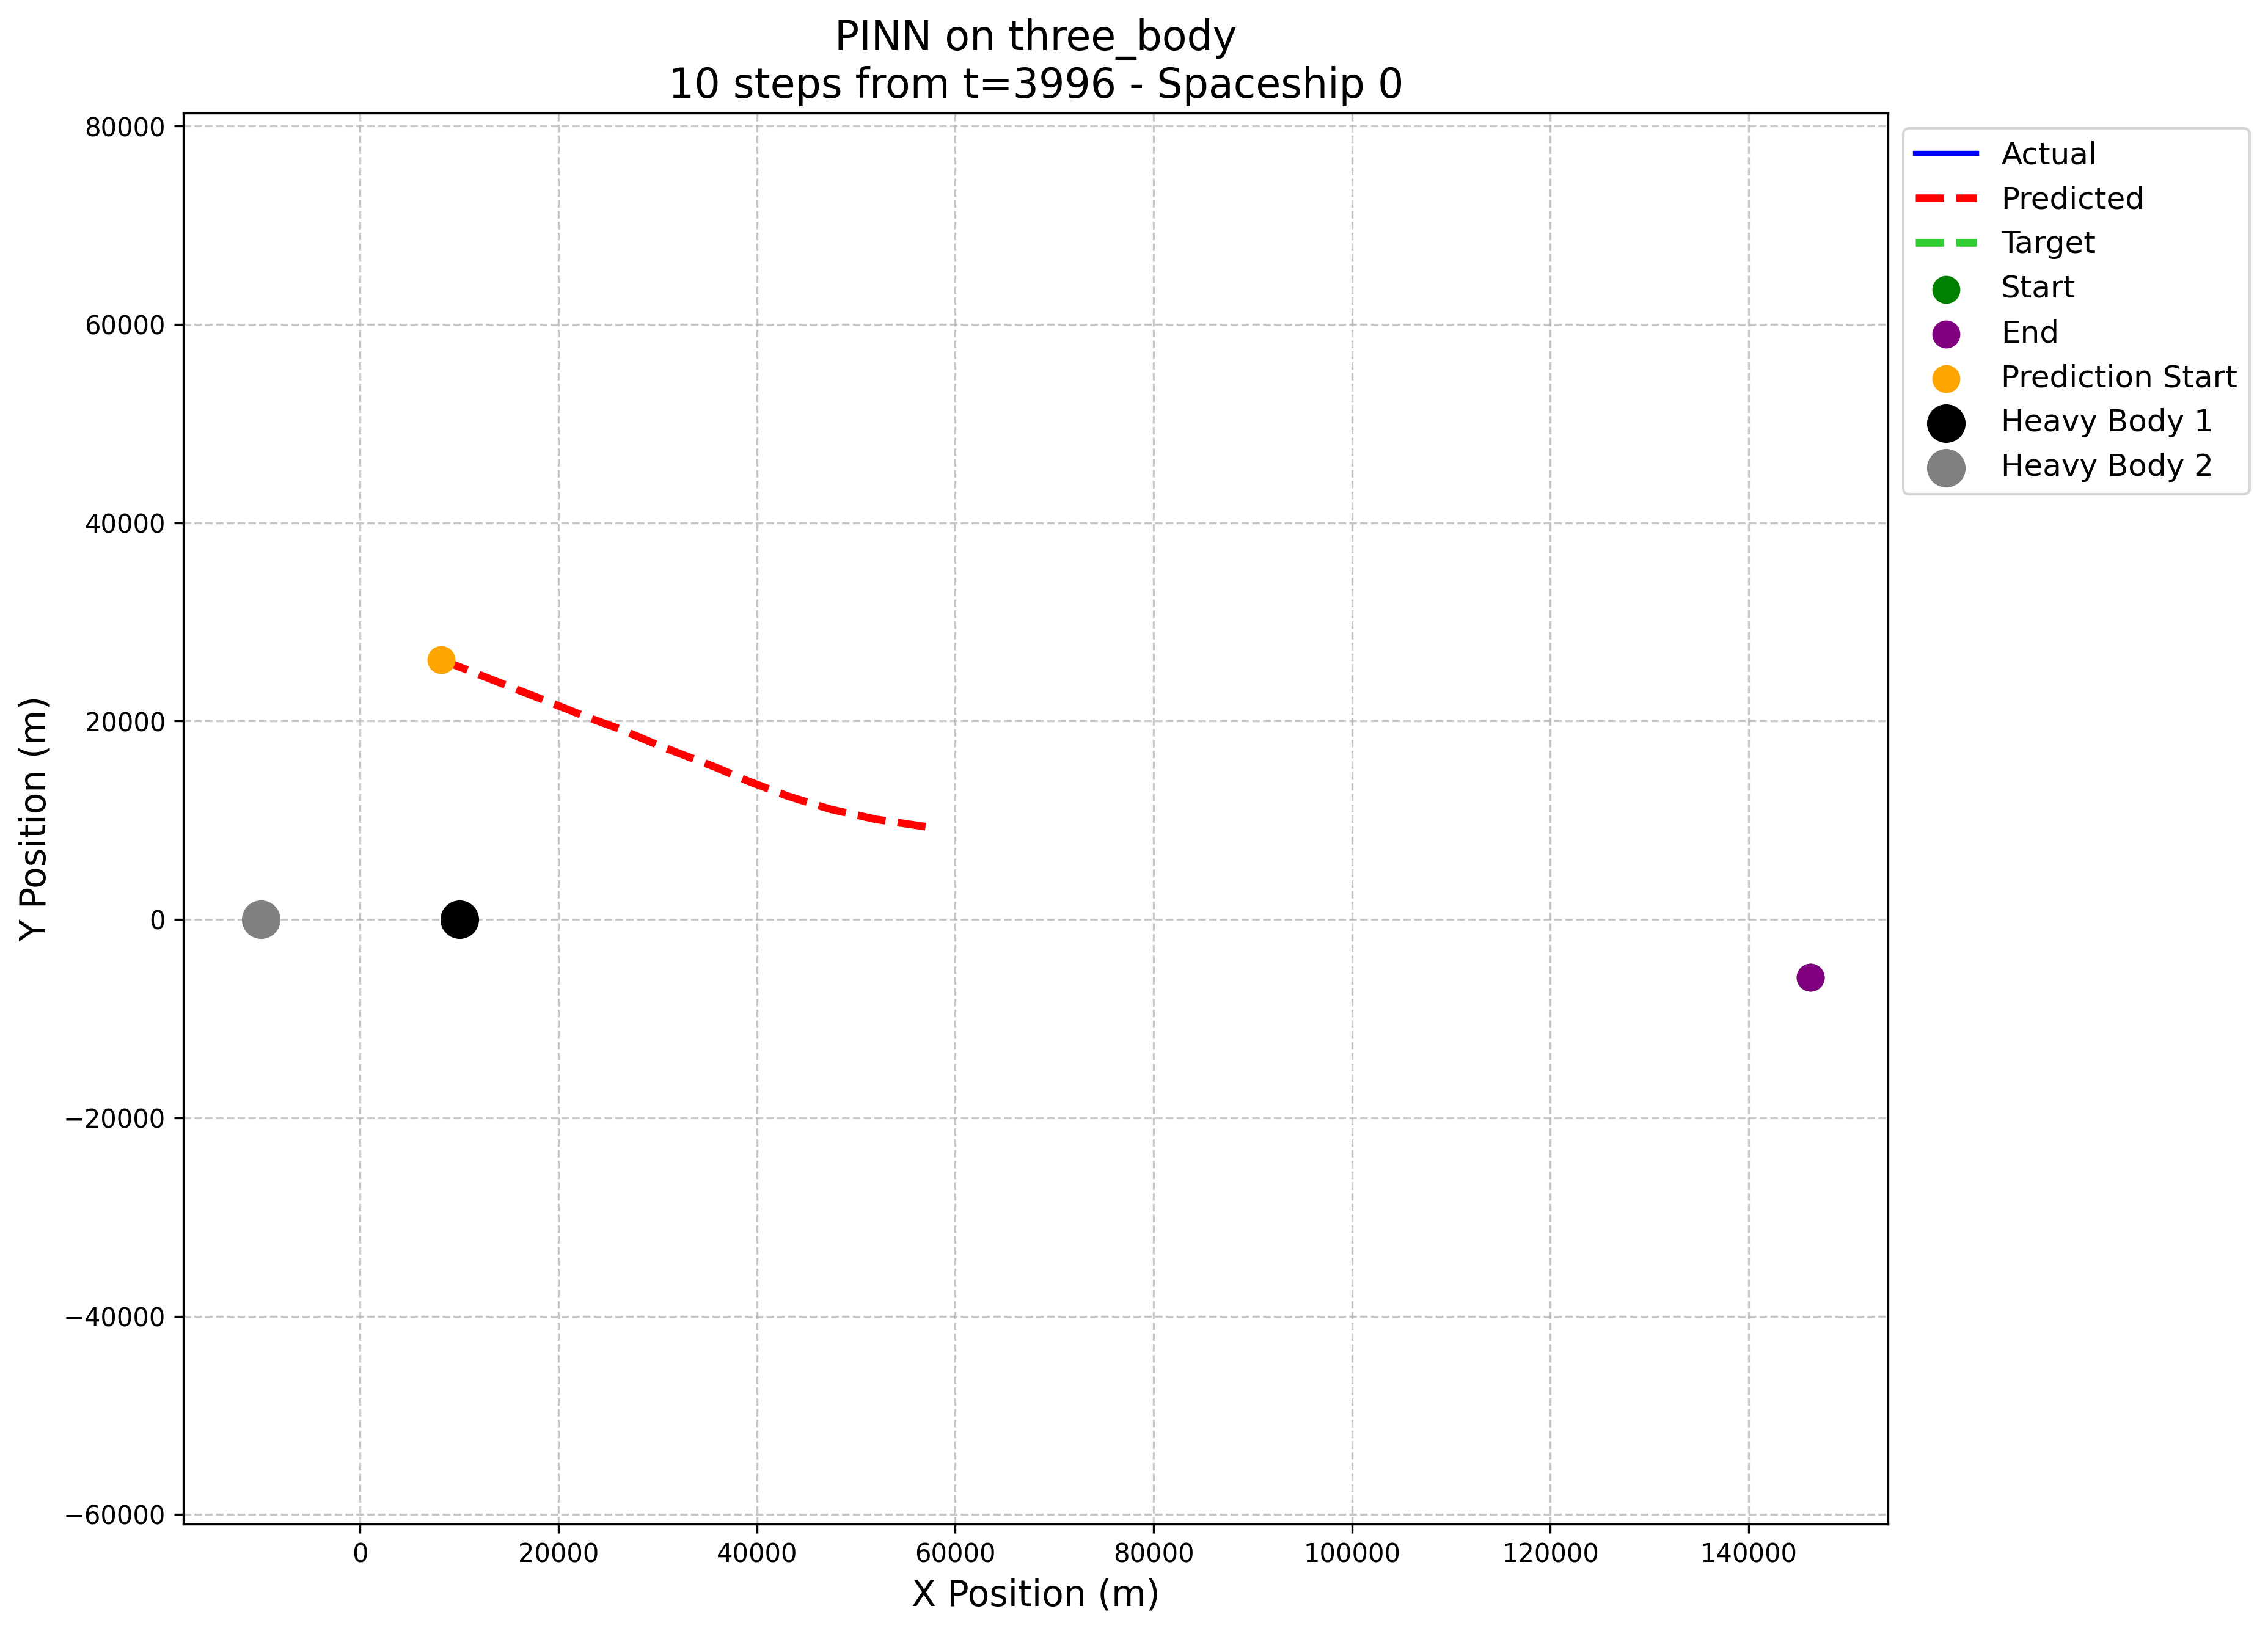 PINN on three_body
10 steps from t=3996 - Spaceship 0
80000
60000
40000
20000
0
−20000
−40000
−60000
Y Position (m)
0
20000
40000
60000
80000
100000
120000
140000
X Position (m)
Actual
Predicted
Target
Start
End
Prediction Start
Heavy Body 1
Heavy Body 2